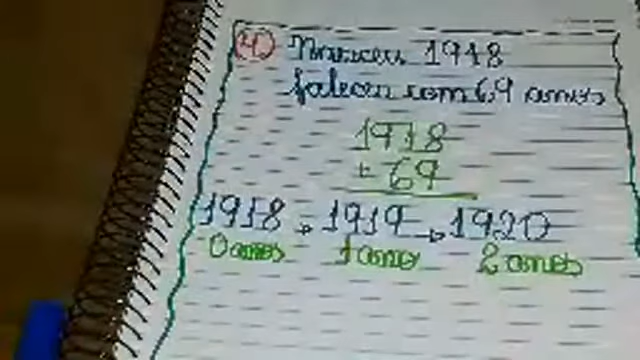 4) Nasceu 1918
faleceu com 69 anos
1918
+ 69
1918 → 1919 → 1920
0 anos 1 ano 2 anos